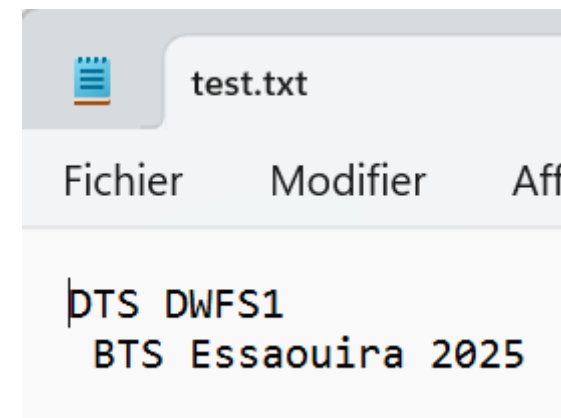 test.txt
Fichier Modifier Aff
DTS DWFS1
BTS Essaouira 2025